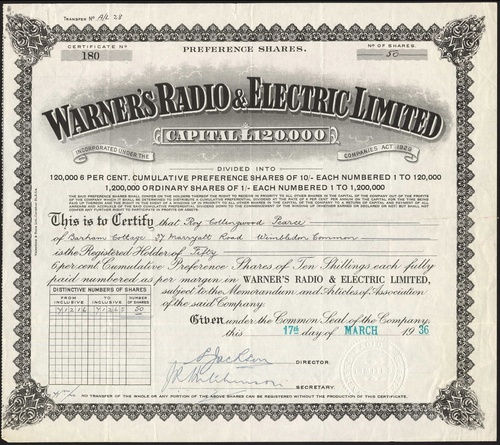 TRANSFER No A/L 28
CERTIFICATE No
180
PREFERENCE SHARES.
No OF SHARES.
50
WARNER'S RADIO & ELECTRIC LIMITED
CAPITAL £120,000
INCORPORATED UNDER THE COMPANIES ACT 1929
DIVIDED INTO
120,000 6 PER CENT. CUMULATIVE PREFERENCE SHARES OF 10/- EACH NUMBERED 1 TO 120,000
1,200,000 ORDINARY SHARES OF 1/- EACH NUMBERED 1 TO 1,200,000
This is to Certify that Roy Collengwood Pearce
of Barham Cottage 37 Marryatt Road Wimbledon Common
is the Registered Holder of Fifty
6 per cent. Cumulative Preference Shares of Ten Shillings each fully
paid numbered as per margin in WARNER'S RADIO & ELECTRIC LIMITED,
subject to the Memorandum and Articles of Association
of the said Company.
DISTINCTIVE NUMBERS OF SHARES
FROM INCLUSIVE
TO INCLUSIVE
NUMBER OF SHARES
41216
41265
50
Given under the Common Seal of the Company,
this 17th day of MARCH 1936
Jackson
DIRECTOR.
SECRETARY.
NO TRANSFER OF THE WHOLE OR ANY PORTION OF THE ABOVE SHARES CAN BE REGISTERED WITHOUT THE PRODUCTION OF THIS CERTIFICATE.